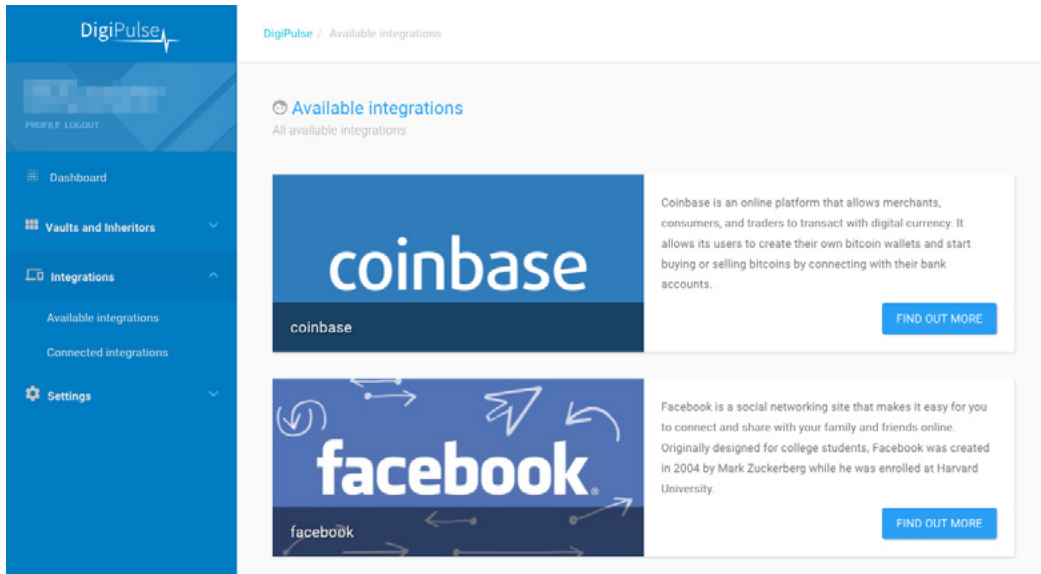 DigiPulse
PROFILE LOGOUT
Dashboard
Vaults and Inheritors
Integrations
Available integrations
Connected integrations
Settings
DigiPulse / Available integrations
Available integrations
All available integrations
coinbase
coinbase
Coinbase is an online platform that allows merchants,
consumers, and traders to transact with digital currency. It
allows its users to create their own bitcoin wallets and start
buying or selling bitcoins by connecting with their bank
accounts.
FIND OUT MORE
facebook
facebook
Facebook is a social networking site that makes it easy for you
to connect and share with your family and friends online.
Originally designed for college students, Facebook was created
in 2004 by Mark Zuckerberg while he was enrolled at Harvard
University.
FIND OUT MORE